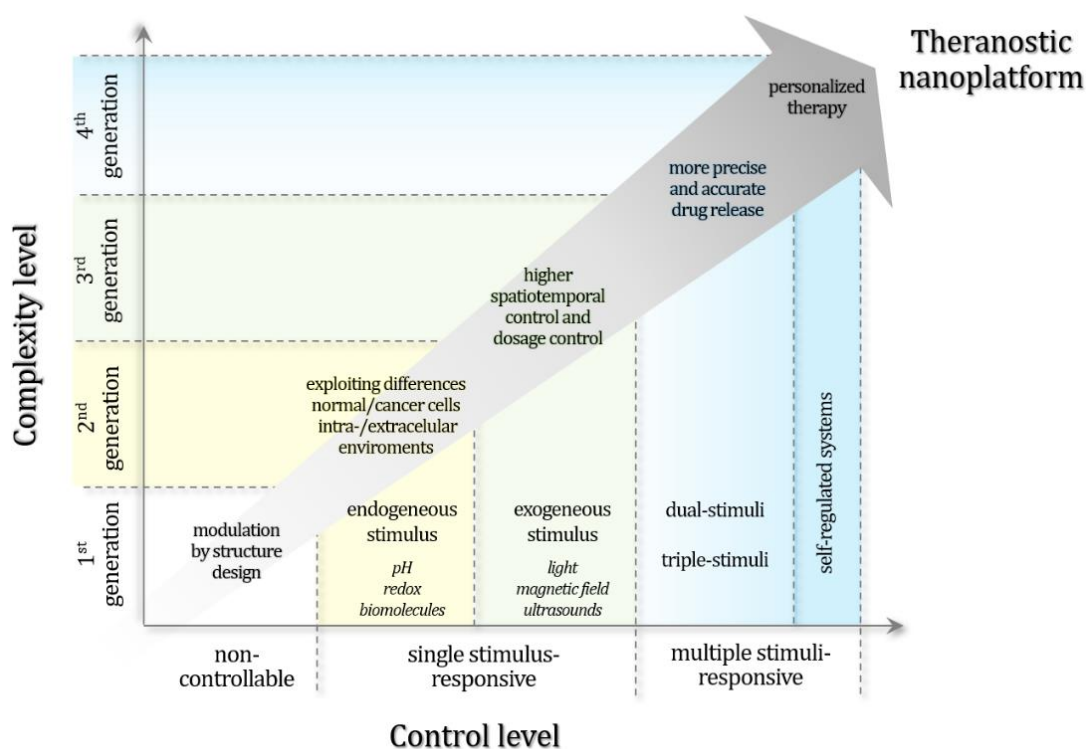 Theranostic
nanoplatform
personalized
therapy
4th
generation
more precise
and accurate
drug release
Complexity level
3rd
generation
higher
spatiotemporal
control and
dosage control
2nd
generation
exploiting differences
normal/cancer cells
intra-/extracelular
enviroments
1st
generation
modulation
by structure
design
endogeneous
stimulus
pH
redox
biomolecules
exogeneous
stimulus
light
magnetic field
ultrasounds
dual-stimuli
triple-stimuli
self-regulated systems
non-
controllable
single stimulus-
responsive
multiple stimuli-
responsive
Control level